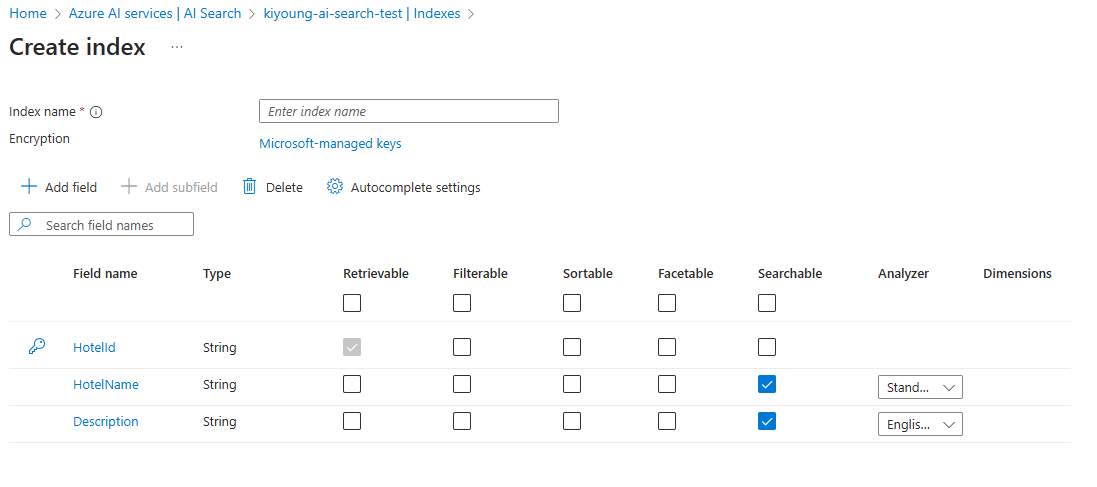 Home > Azure AI services | AI Search > kiyoung-ai-search-test | Indexes >
Create index ...
Index name * Enter index name
Encryption Microsoft-managed keys
Add field Add subfield Delete Autocomplete settings
Search field names
Field name Type Retrievable Filterable Sortable Facetable Searchable Analyzer Dimensions
HotelId String
HotelName String Stand...
Description String Englis...